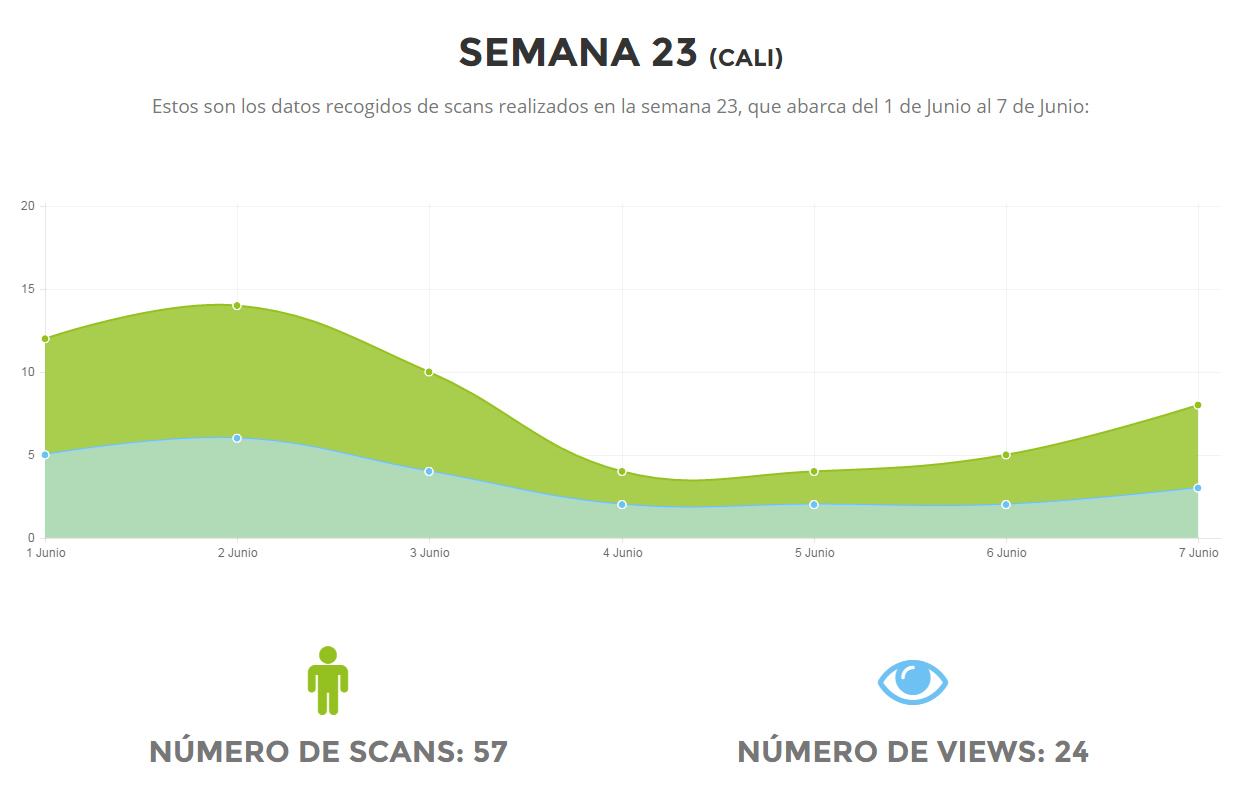 SEMANA 23 (CALI)
Estos son los datos recogidos de scans realizados en la semana 23, que abarca del 1 de Junio al 7 de Junio:
20
15
10
5
0
1 Junio 2 Junio 3 Junio 4 Junio 5 Junio 6 Junio 7 Junio
NÚMERO DE SCANS: 57 NÚMERO DE VIEWS: 24